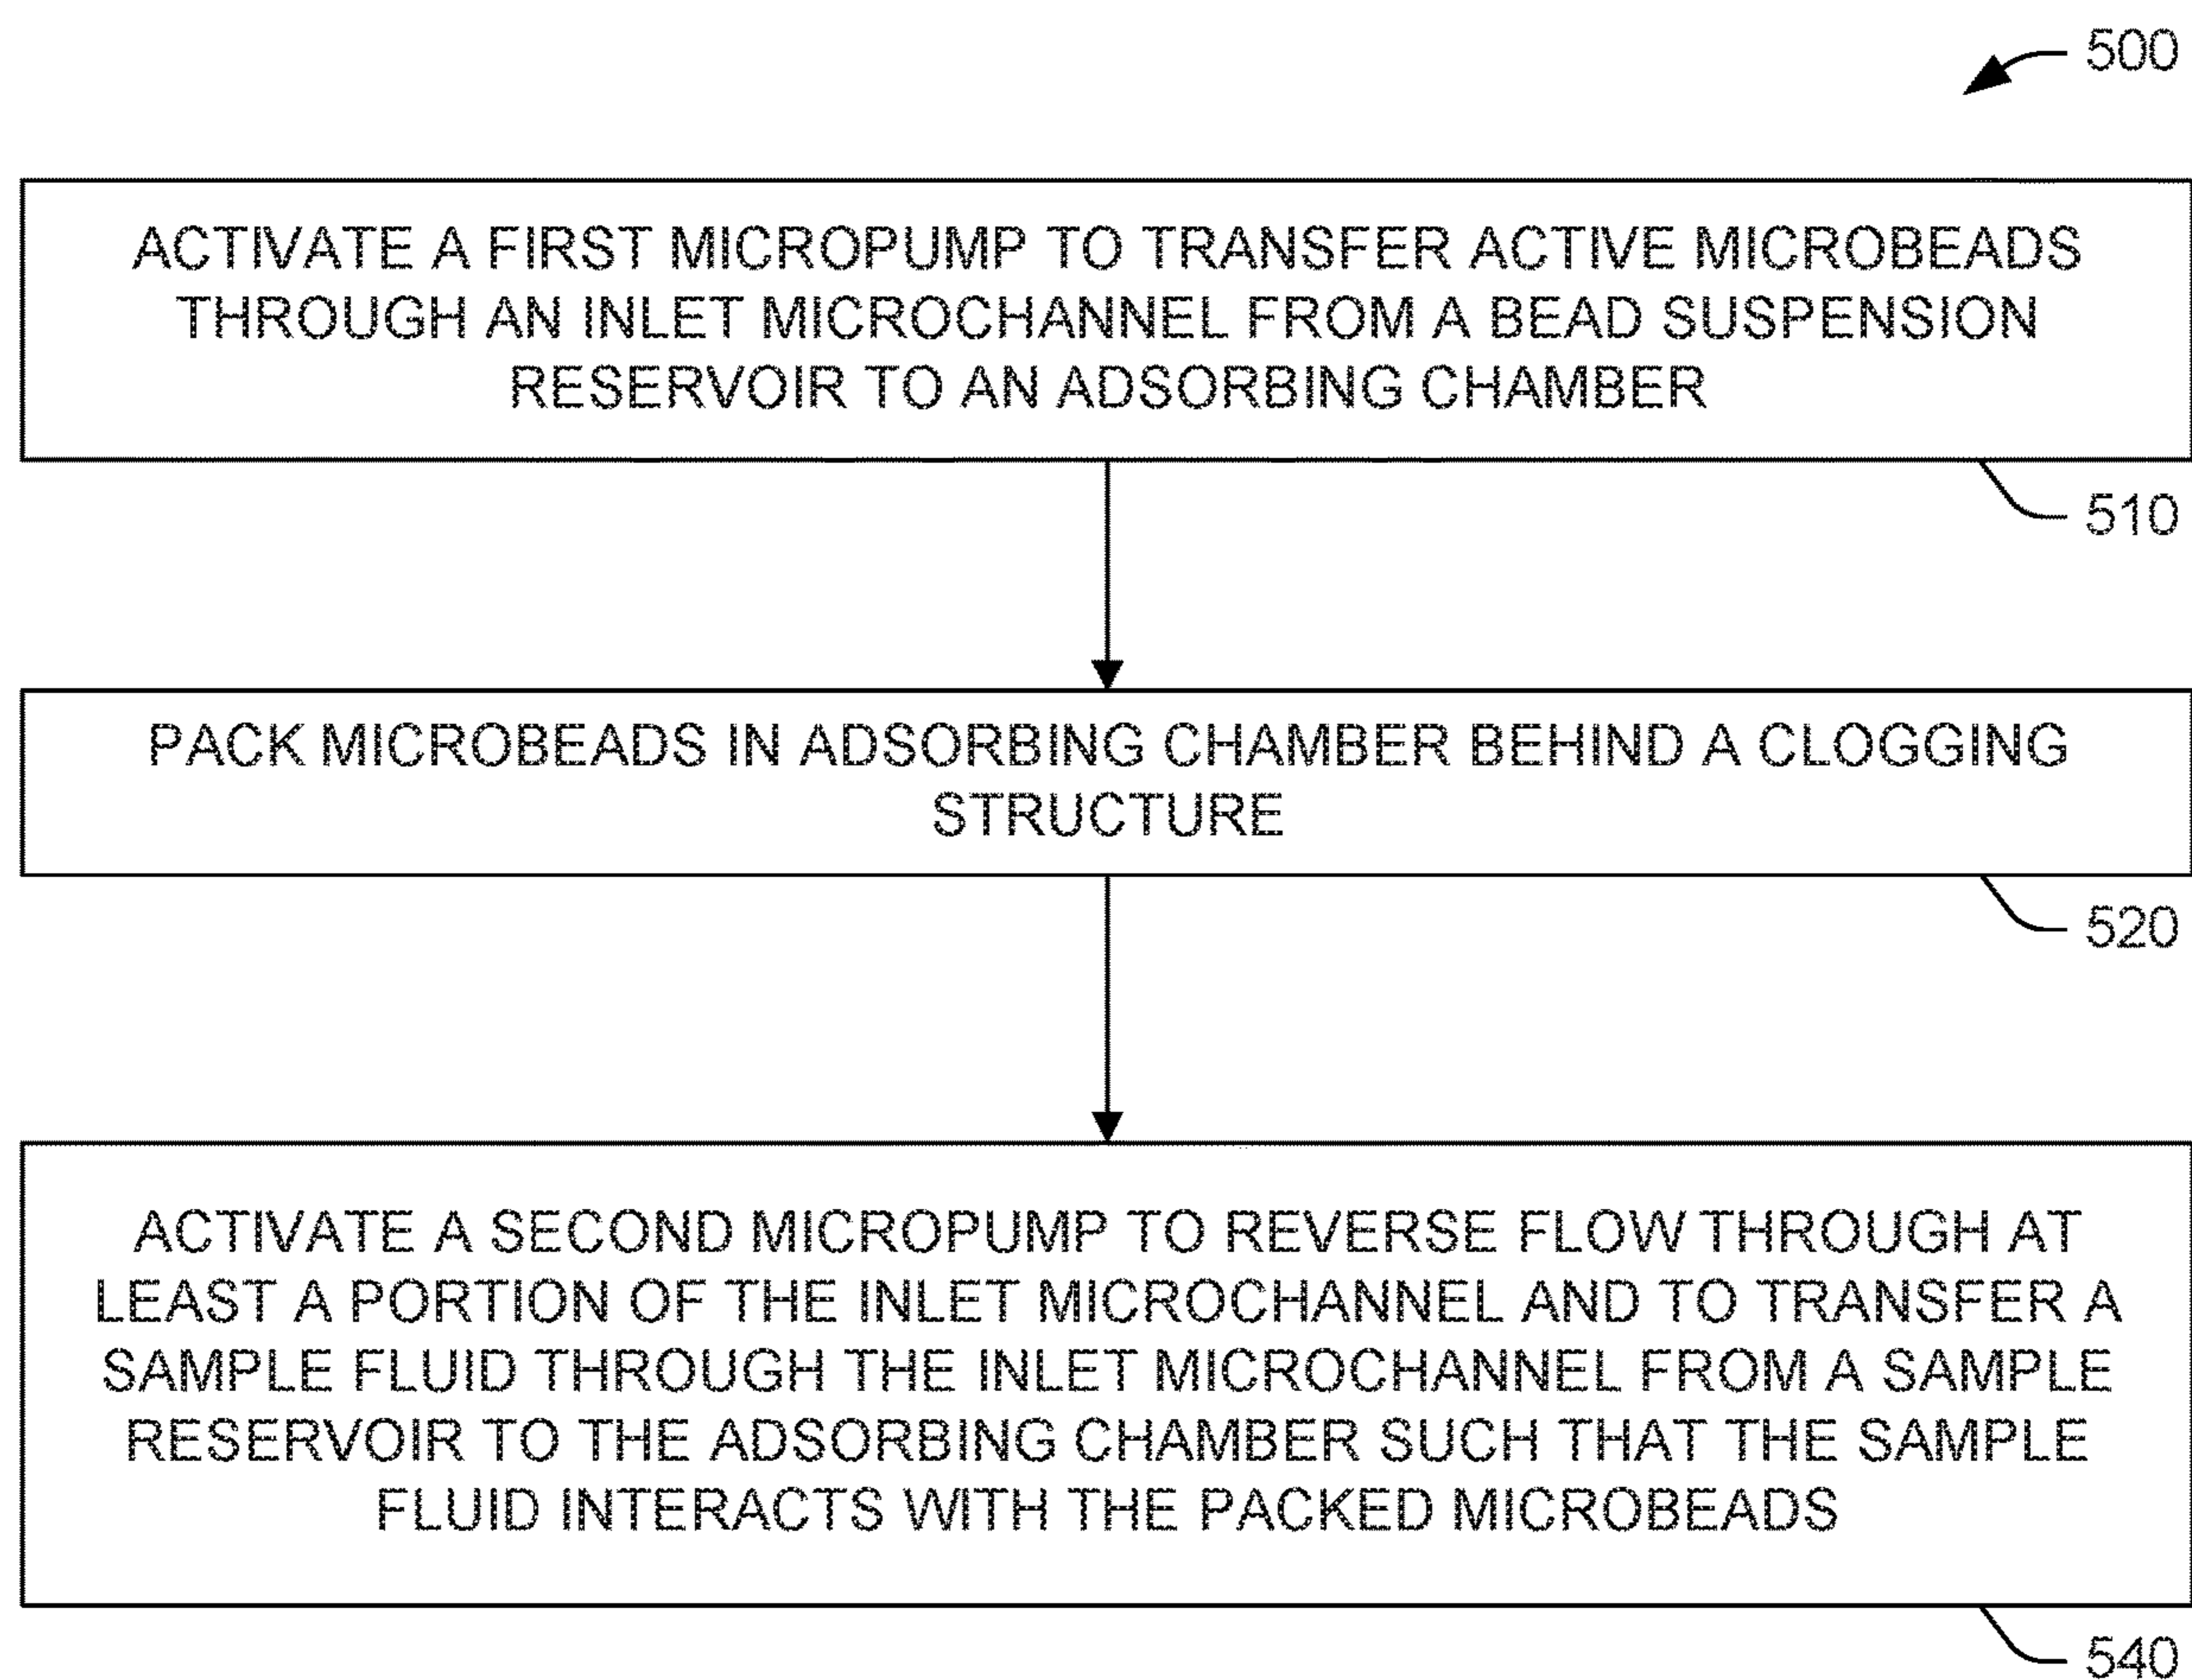 500
ACTIVATE A FIRST MICROPUMP TO TRANSFER ACTIVE MICROBEADS
THROUGH AN INLET MICROCHANNEL FROM A BEAD SUSPENSION
RESERVOIR TO AN ADSORBING CHAMBER
510
PACK MICROBEADS IN ADSORBING CHAMBER BEHIND A CLOGGING
STRUCTURE
520
ACTIVATE A SECOND MICROPUMP TO REVERSE FLOW THROUGH AT
LEAST A PORTION OF THE INLET MICROCHANNEL AND TO TRANSFER A
SAMPLE FLUID THROUGH THE INLET MICROCHANNEL FROM A SAMPLE
RESERVOIR TO THE ADSORBING CHAMBER SUCH THAT THE SAMPLE
FLUID INTERACTS WITH THE PACKED MICROBEADS
540